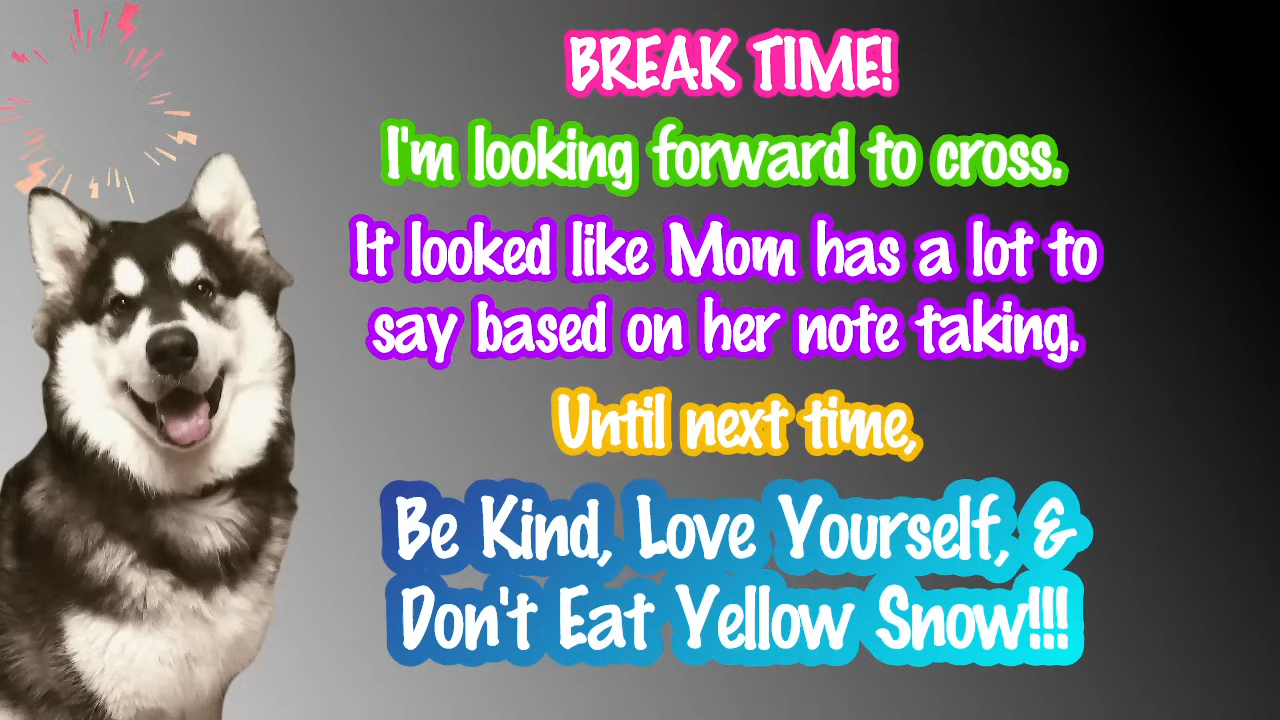 BREAK TIME!
I'm looking forward to cross.
It looked like Mom has a lot to
say based on her note taking.
Until next time,
Be Kind, Love Yourself, &
Don't Eat Yellow Snow!!!